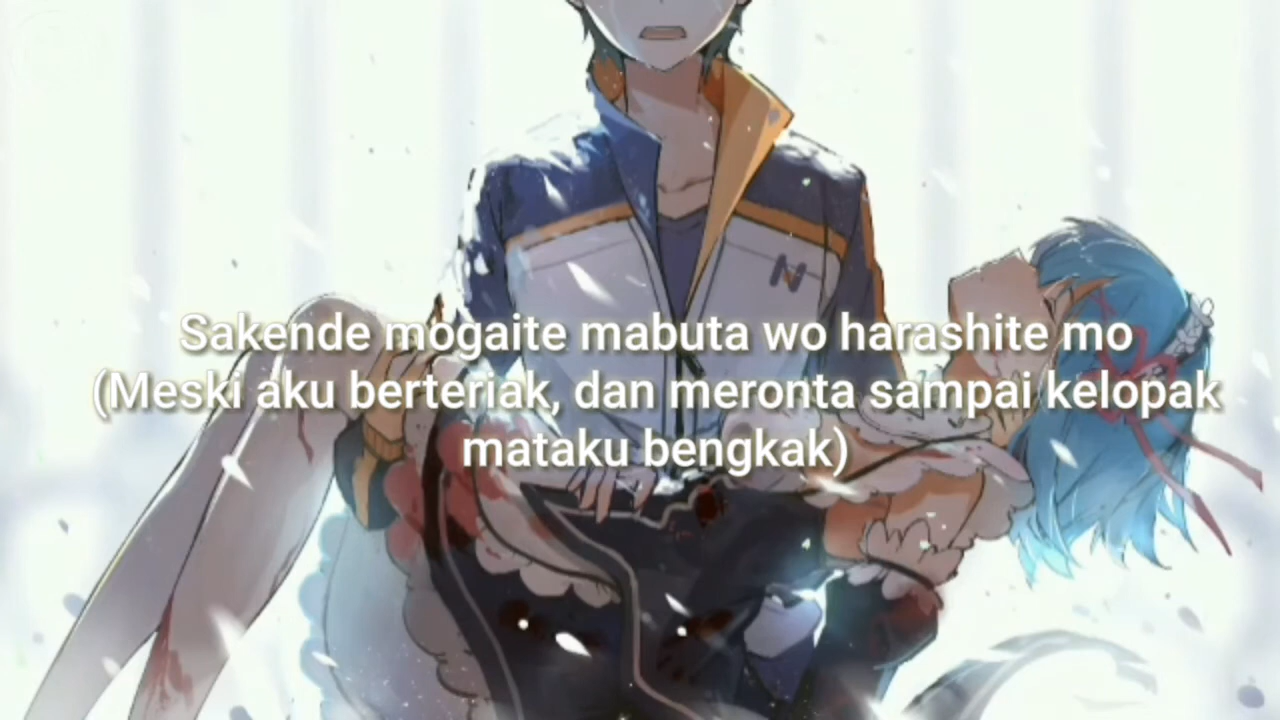 Sakende mogaite mabuta wo harashite mo
(Meski aku berteriak, dan meronta sampai kelopak
mataku bengkak)